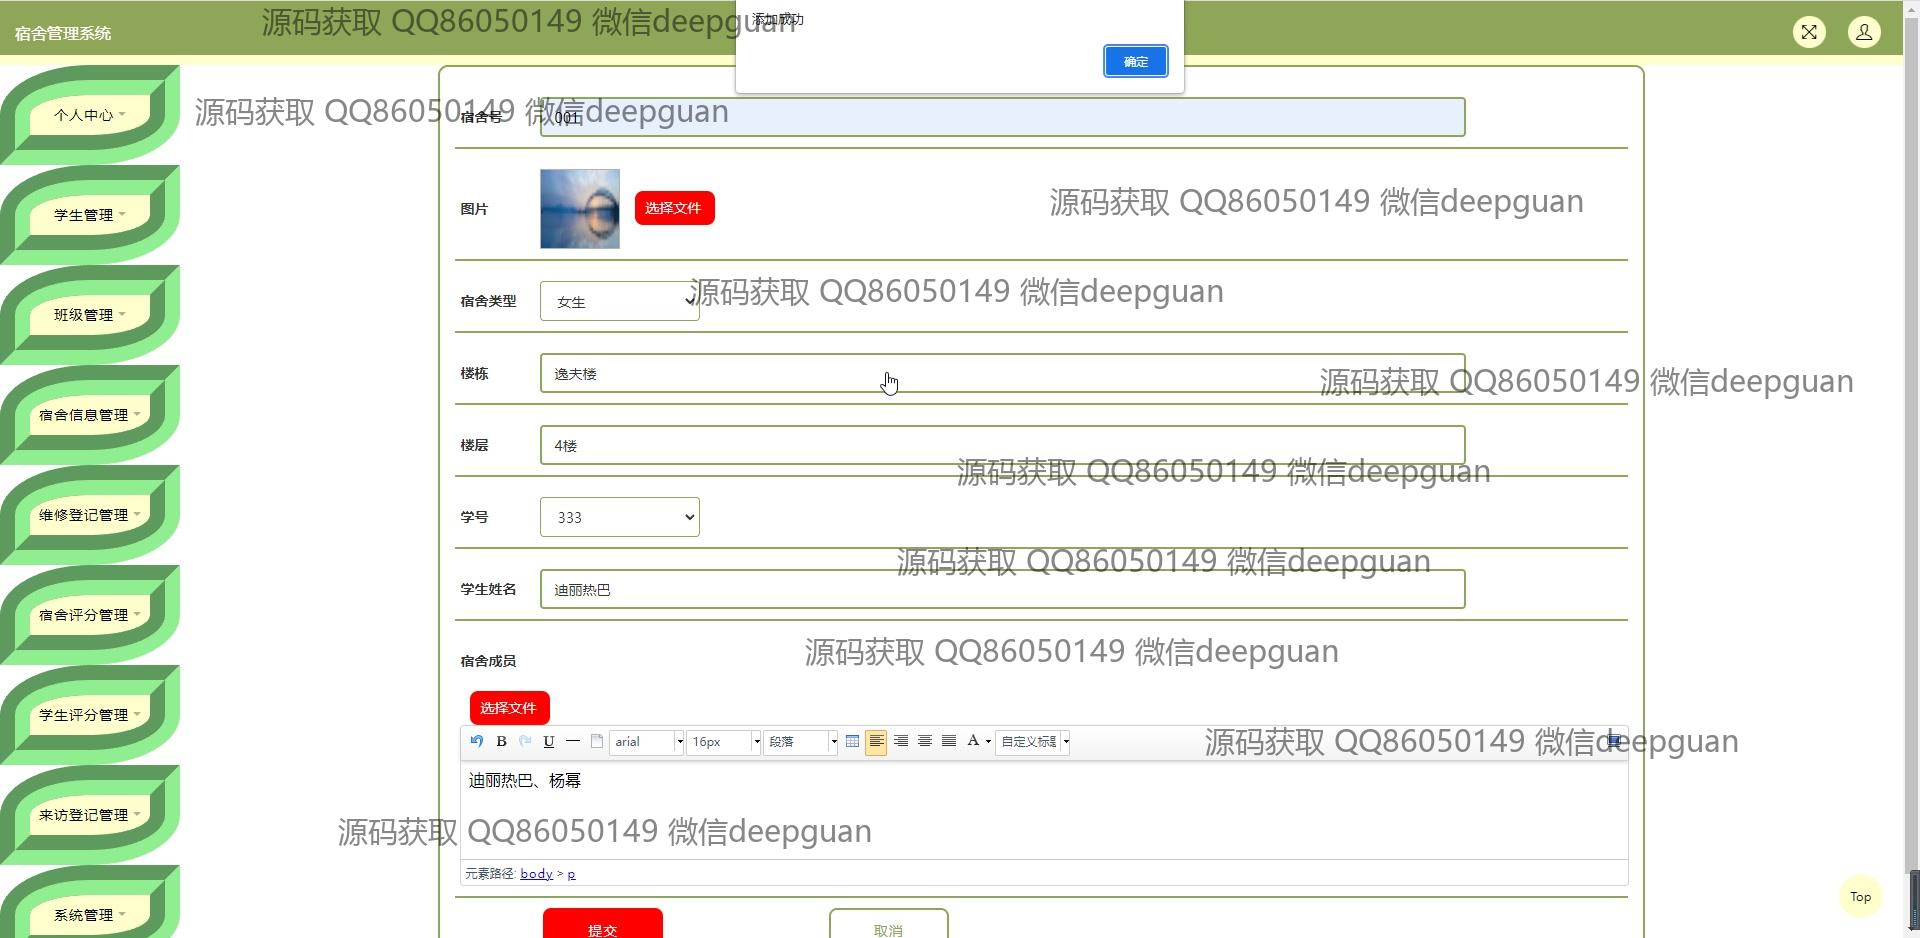 宿舍管理系统
源码获取 QQ86050149 微信deepguan
添加成功
确定
个人中心
源码获取 QQ86050149 微信deepguan
宿舍号
001
学生管理
图片
选择文件
源码获取 QQ86050149 微信deepguan
班级管理
宿舍类型
女生
源码获取 QQ86050149 微信deepguan
楼栋
逸夫楼
源码获取 QQ86050149 微信deepguan
宿舍信息管理
楼层
4楼
源码获取 QQ86050149 微信deepguan
维修登记管理
学号
333
源码获取 QQ86050149 微信deepguan
学生姓名
迪丽热巴
宿舍评分管理
宿舍成员
源码获取 QQ86050149 微信deepguan
学生评分管理
选择文件
B U arial 16px 段落 A 自定义标题
源码获取 QQ86050149 微信deepguan
迪丽热巴、杨幂
来访登记管理
源码获取 QQ86050149 微信deepguan
元素路径: body > p
Top
系统管理
提交
取消